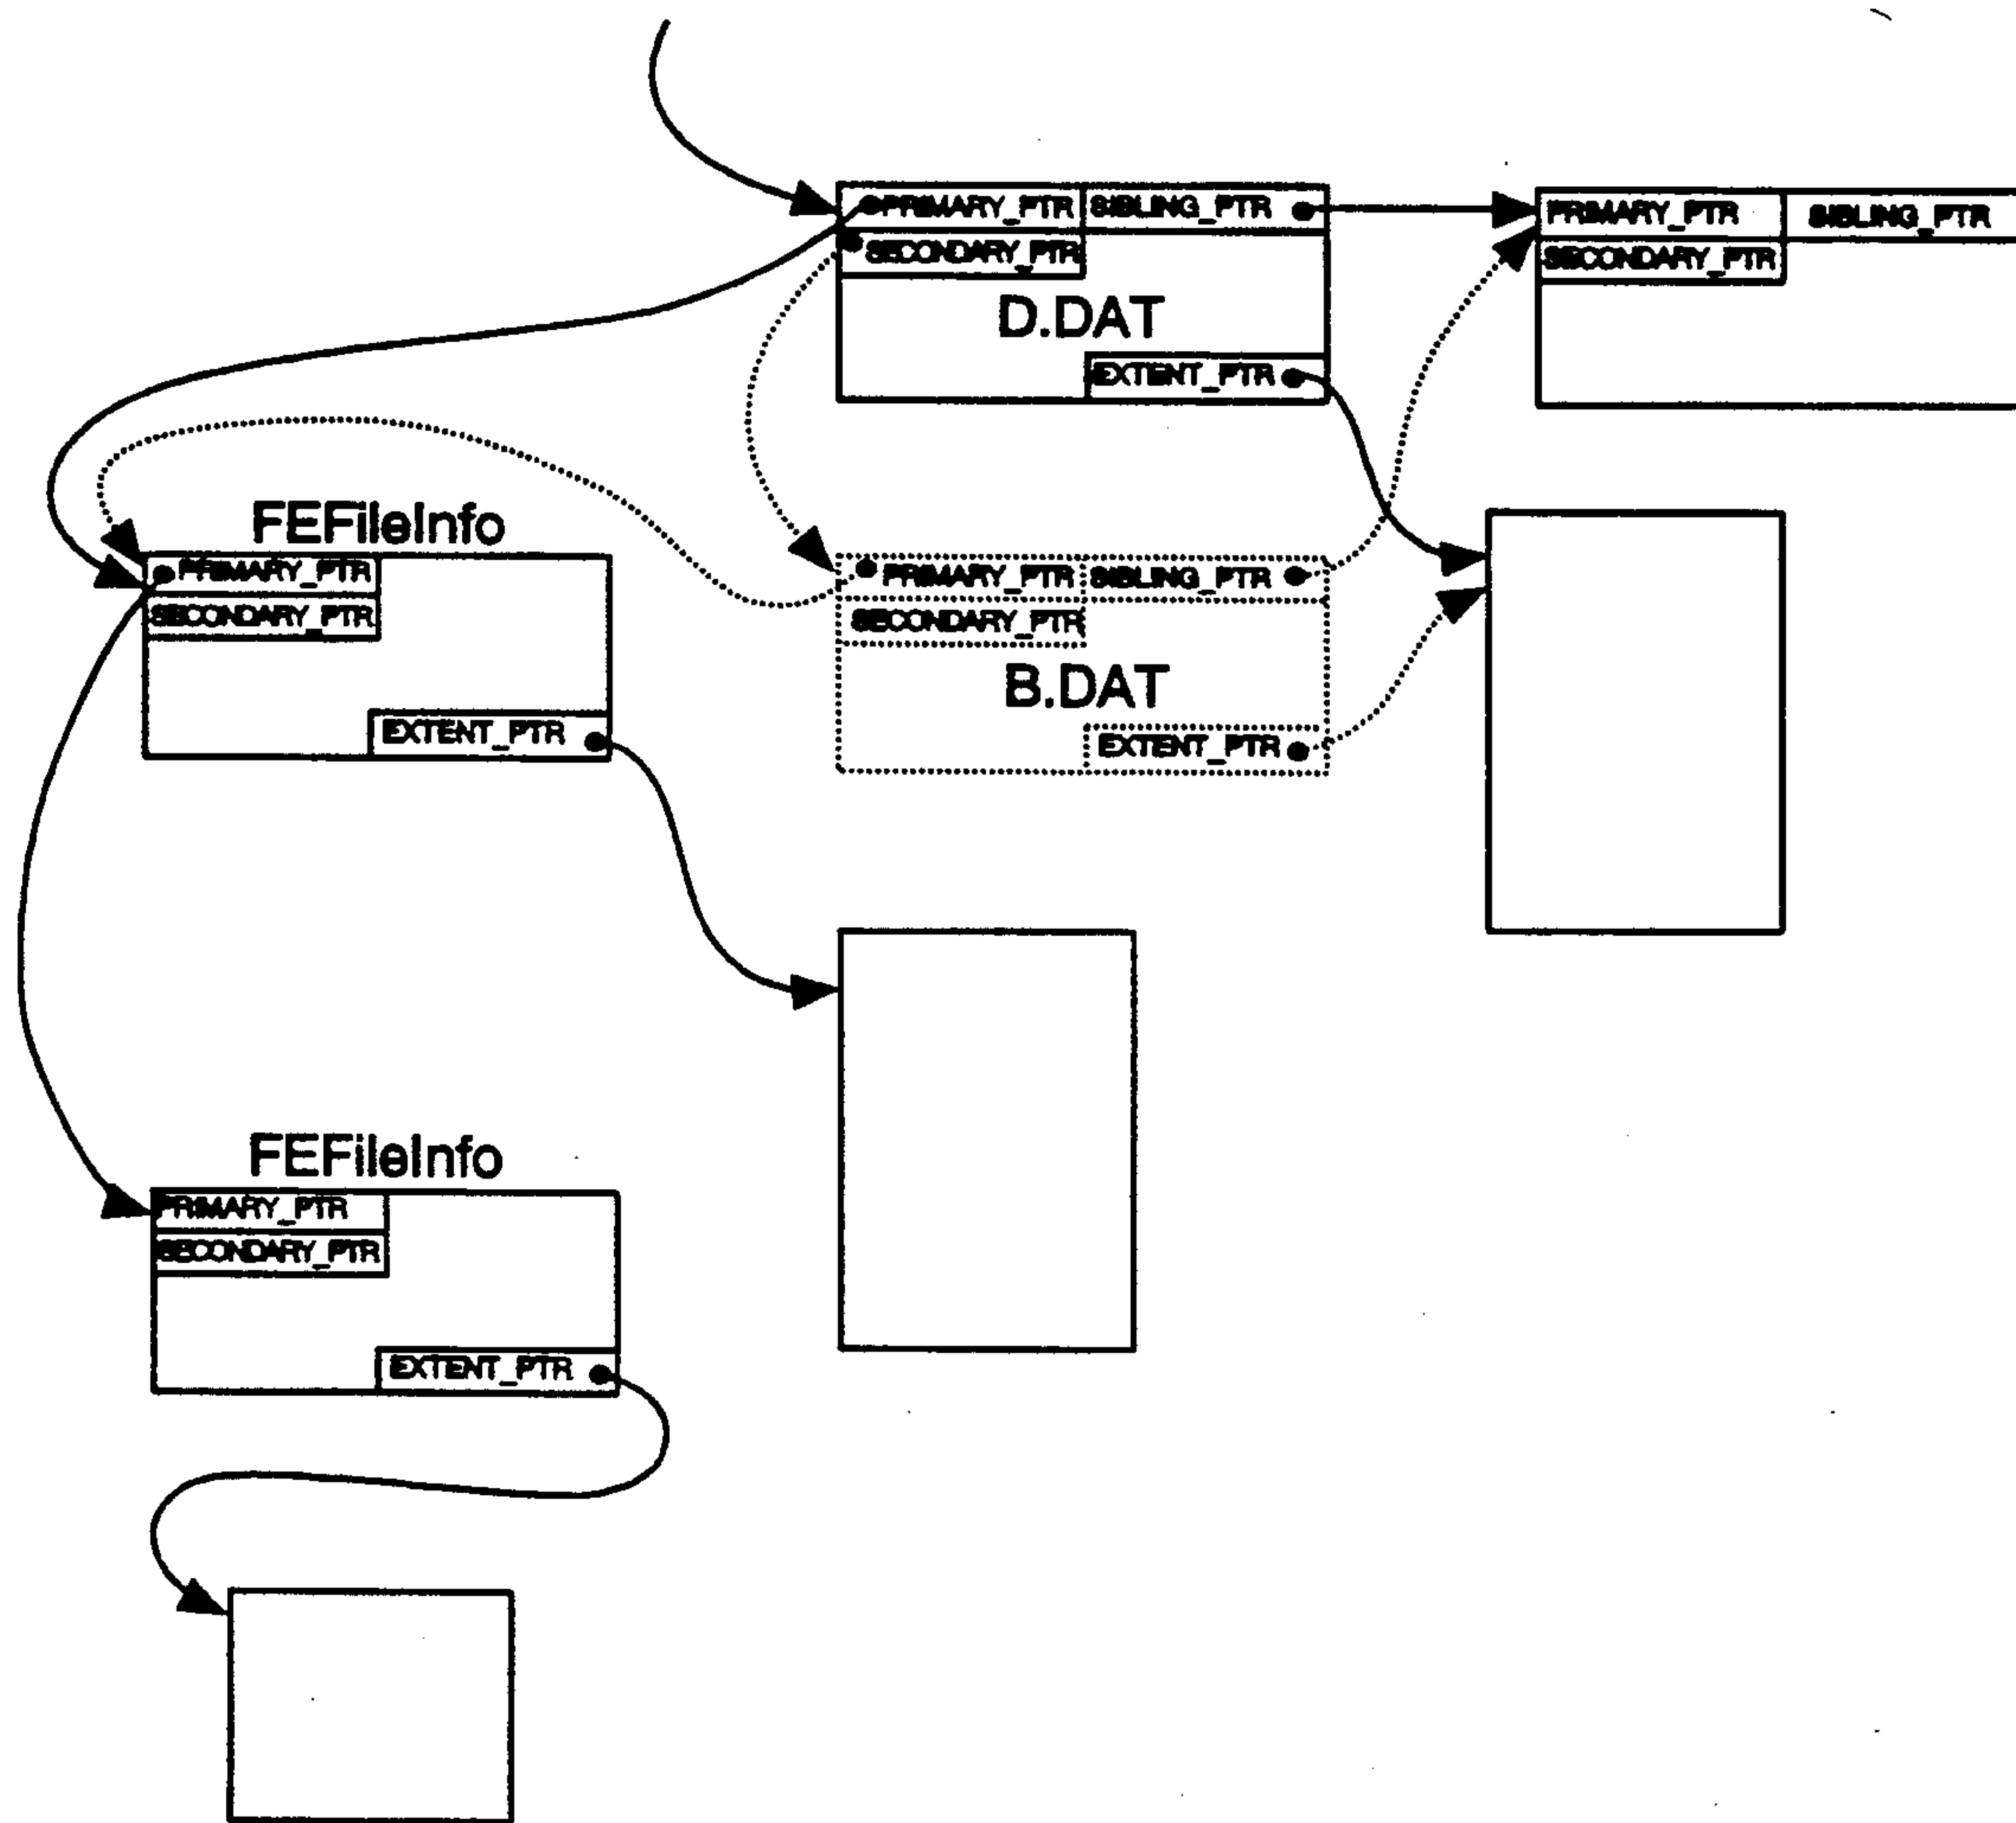 PRIMARY_PTR SIBLING_PTR
SECONDARY_PTR
D.DAT
EXTENT_PTR
PRIMARY_PTR SIBLING_PTR
SECONDARY_PTR
FEFileInfo
PRIMARY_PTR
SECONDARY_PTR
EXTENT_PTR
PRIMARY_PTR SIBLING_PTR
SECONDARY_PTR
B.DAT
EXTENT_PTR
FEFileInfo
PRIMARY_PTR
SECONDARY_PTR
EXTENT_PTR